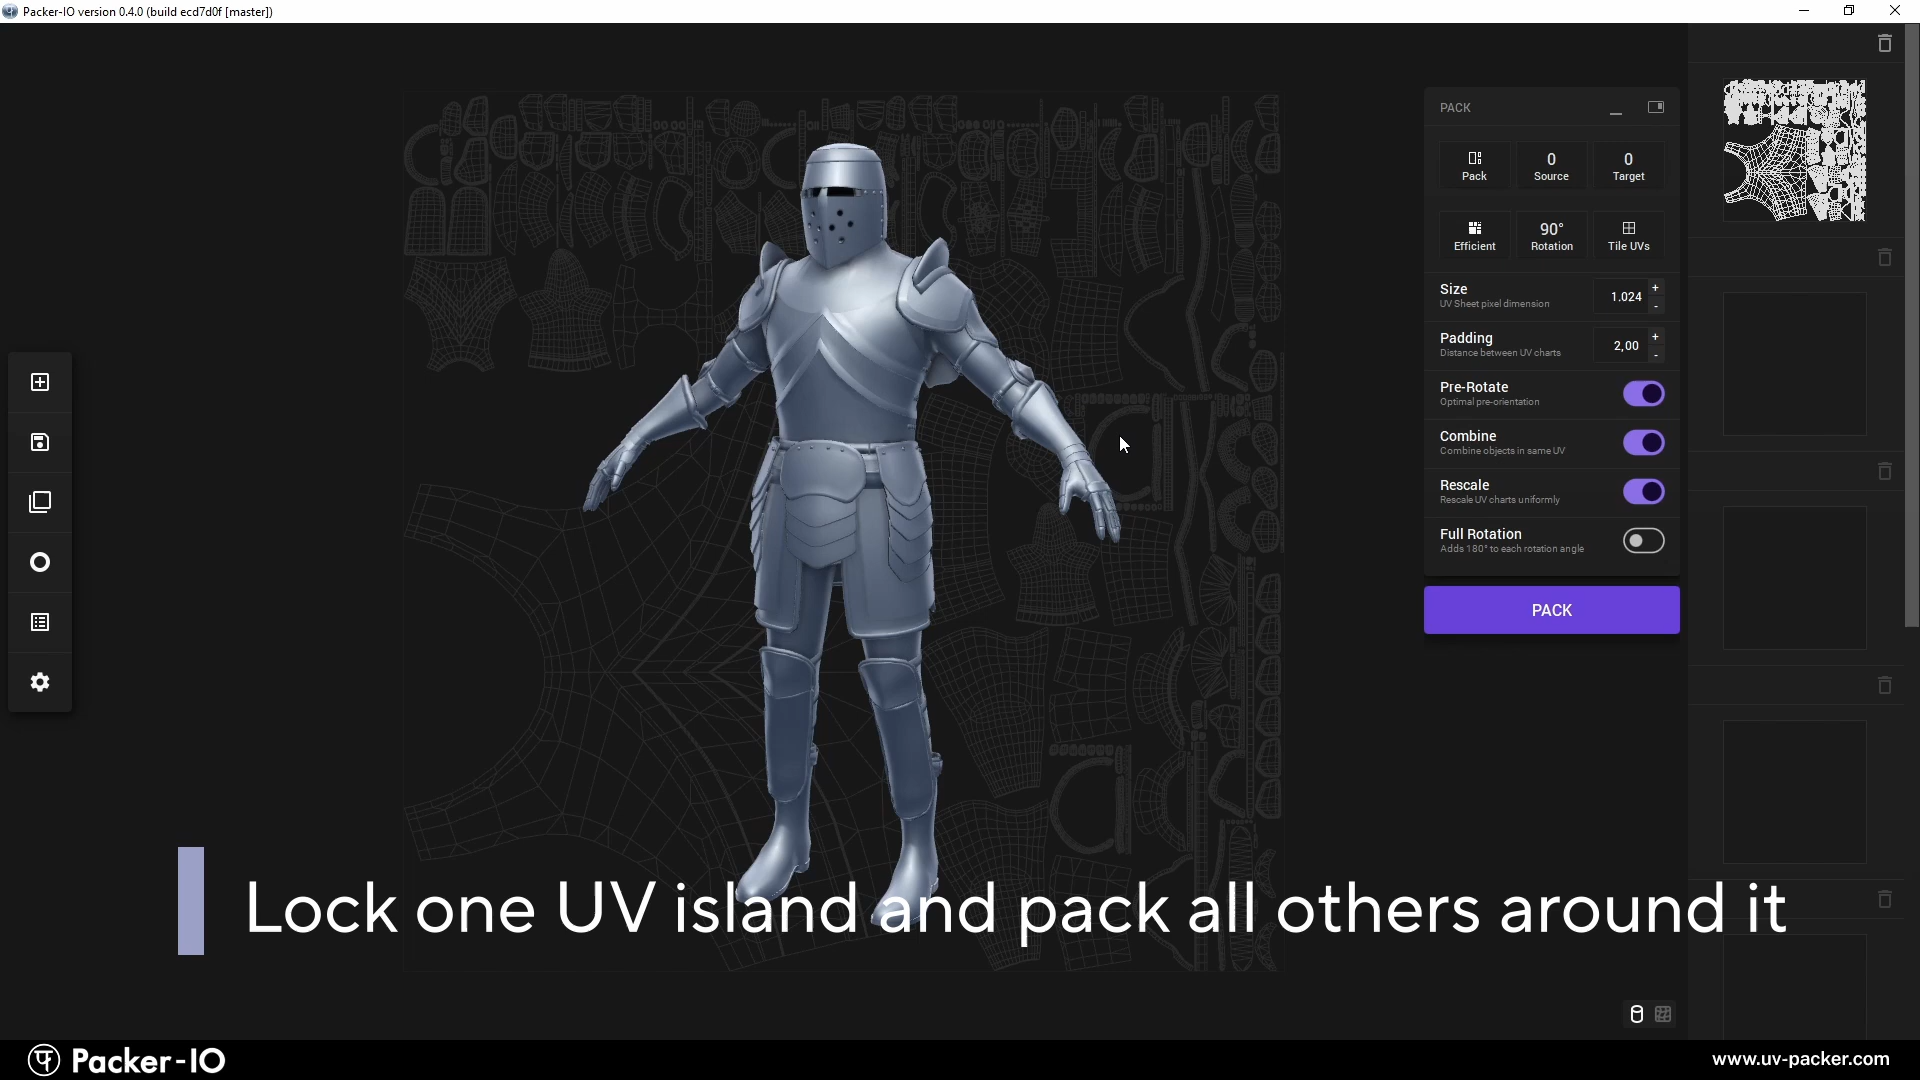 Packer-IO version 0.4.0 (build ecd7d0f [master])
PACK
Pack
0
Source
0
Target
Efficient
90°
Rotation
Tile UVs
Size
UV Sheet pixel dimension
1.024
+
-
Padding
Distance between UV charts
2,00
+
-
Pre-Rotate
Optimal pre-orientation
Combine
Combine objects in same UV
Rescale
Rescale UV charts uniformly
Full Rotation
Adds 180° to each rotation angle
PACK
Lock one UV island and pack all others around it
Packer-IO
www.uv-packer.com